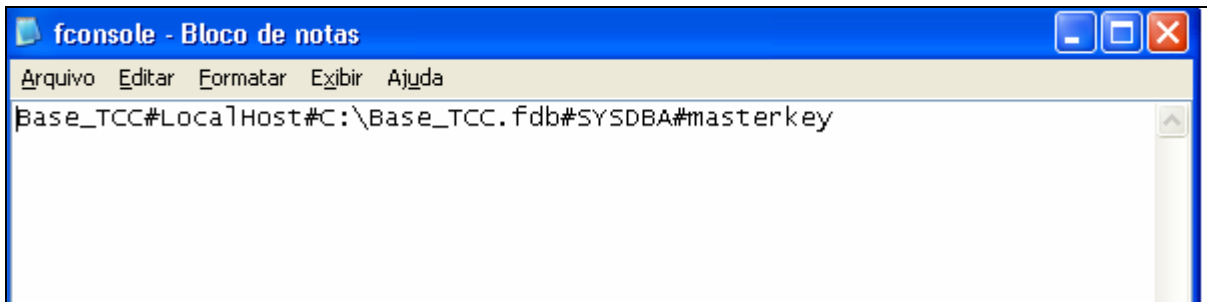 fconsole - Bloco de notas
Arquivo Editar Formatar Exibir Ajuda
Base_TCC#LocalHost#C:\Base_TCC.fdb#SYSDBA#masterkey